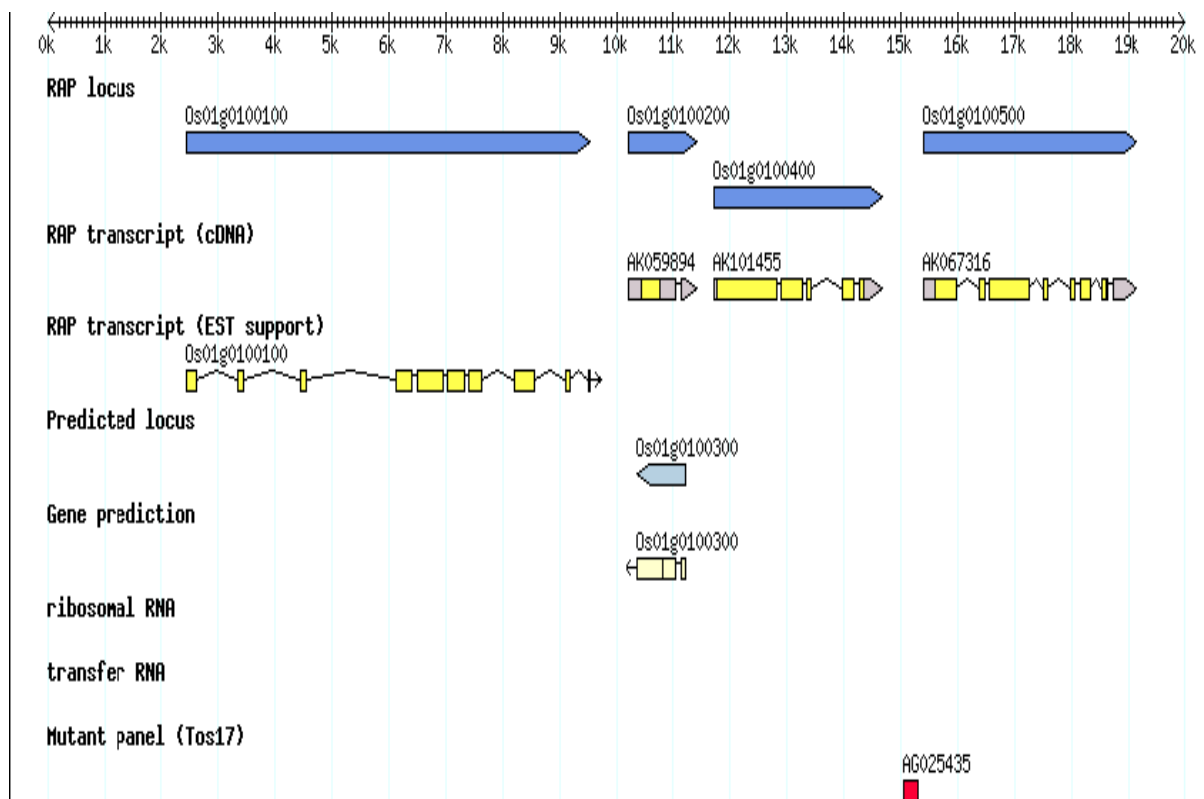 0k 1k 2k 3k 4k 5k 6k 7k 8k 9k 10k 11k 12k 13k 14k 15k 16k 17k 18k 19k 20k
RAP locus
Os01g0100100 Os01g0100200 Os01g0100500
Os01g0100400
RAP transcript (cDNA)
AK059894 AK101455 AK067316
RAP transcript (EST support)
Os01g0100100
Predicted locus
Os01g0100300
Gene prediction
Os01g0100300
ribosomal RNA
transfer RNA
Mutant panel (Tos17)
AG025435